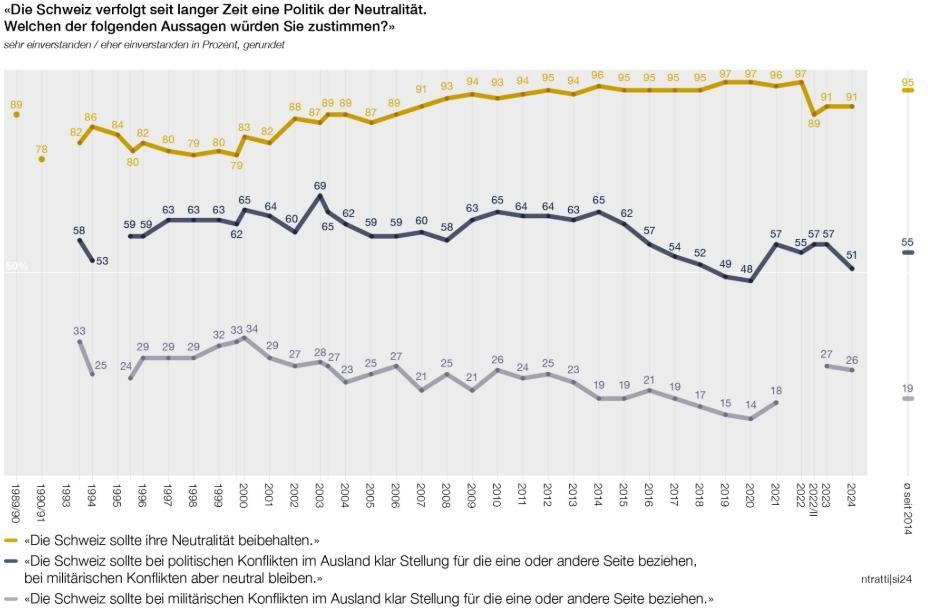 «Die Schweiz verfolgt seit langer Zeit eine Politik der Neutralität.
Welchen der folgenden Aussagen würden Sie zustimmen?»
sehr einverstanden / eher einverstanden in Prozent, gerundet
89 78 82 86 84 80 82 80 79 80 79 83 82 88 87 89 89 87 89 91 93 94 93 94 95 94 96 95 95 95 95 97 97 96 97 89 91 91 95
58 53 59 59 63 63 63 62 65 64 60 69 65 62 59 59 60 58 63 65 64 64 63 65 62 57 54 52 49 48 57 55 57 57 51 55
50%
33 25 24 29 29 29 32 33 34 29 27 28 27 23 25 27 21 25 21 26 24 25 23 19 19 21 19 17 15 14 18 27 26 19
1989/90 1990/91 1993 1994 1995 1996 1997 1998 1999 2000 2001 2002 2003 2004 2005 2006 2007 2008 2009 2010 2011 2012 2013 2014 2015 2016 2017 2018 2019 2020 2021 2022 2022/II 2023 2024 ø seit 2014
«Die Schweiz sollte ihre Neutralität beibehalten.»
«Die Schweiz sollte bei politischen Konflikten im Ausland klar Stellung für die eine oder andere Seite beziehen,
bei militärischen Konflikten aber neutral bleiben.»
ntratti|si24
«Die Schweiz sollte bei militärischen Konflikten im Ausland klar Stellung für die eine oder andere Seite beziehen.»